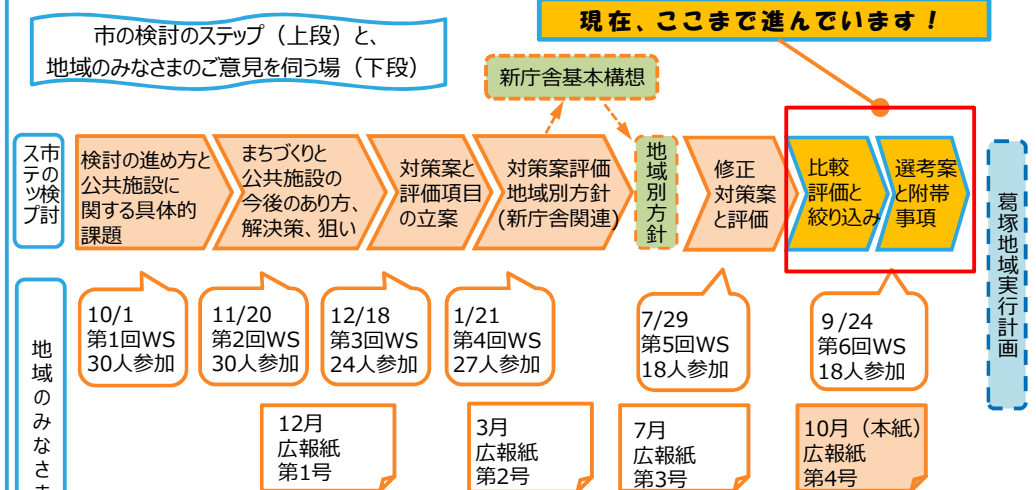 現在、ここまで進んでいます！
市の検討のステップ（上段）と、
地域のみなさまのご意見を伺う場（下段）
新庁舎基本構想
市の検討
ステップ
検討の進め方と
公共施設に
関する具体的
課題
まちづくりと
公共施設の
今後のあり方、
解決策、狙い
対策案と
評価項目
の立案
対策案評価
地域別方針
(新庁舎関連)
地域別方針
修正
対策案
と評価
比較
評価と
絞り込み
選考案
と附帯
事項
葛塚地域実行計画
地域のみなさま
10/1
第1回WS
30人参加
11/20
第2回WS
30人参加
12/18
第3回WS
24人参加
1/21
第4回WS
27人参加
7/29
第5回WS
18人参加
9/24
第6回WS
18人参加
12月
広報紙
第1号
3月
広報紙
第2号
7月
広報紙
第3号
10月（本紙）
広報紙
第4号